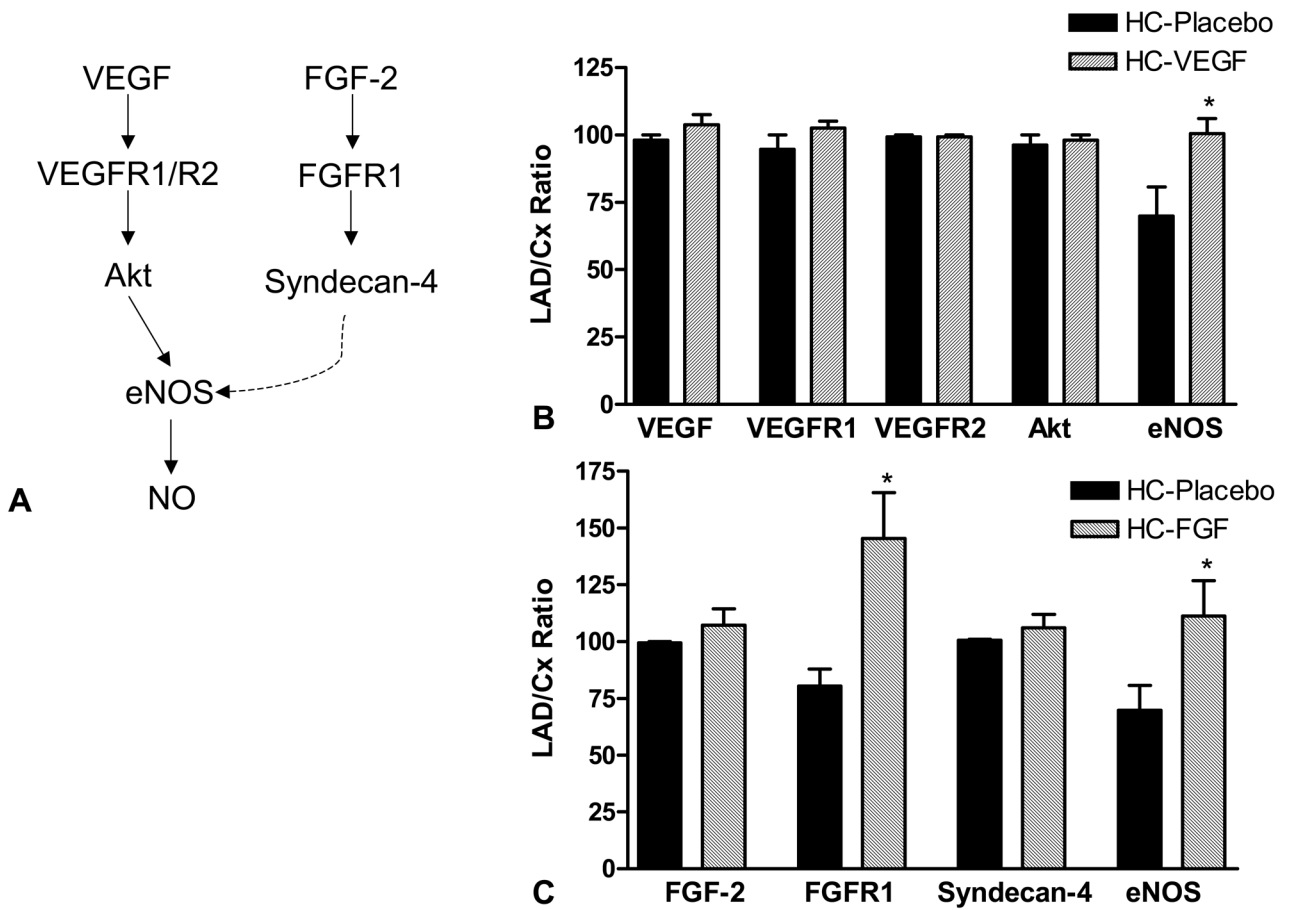 VEGF FGF-2
VEGFR1/R2 FGFR1
Akt Syndecan-4
eNOS
NO
A
HC-Placebo
HC-VEGF
125
100
75
50
25
0
LAD/Cx Ratio
*
VEGF VEGFR1 VEGFR2 Akt eNOS
B
HC-Placebo
HC-FGF
175
150
125
100
75
50
25
0
LAD/Cx Ratio
* *
FGF-2 FGFR1 Syndecan-4 eNOS
C